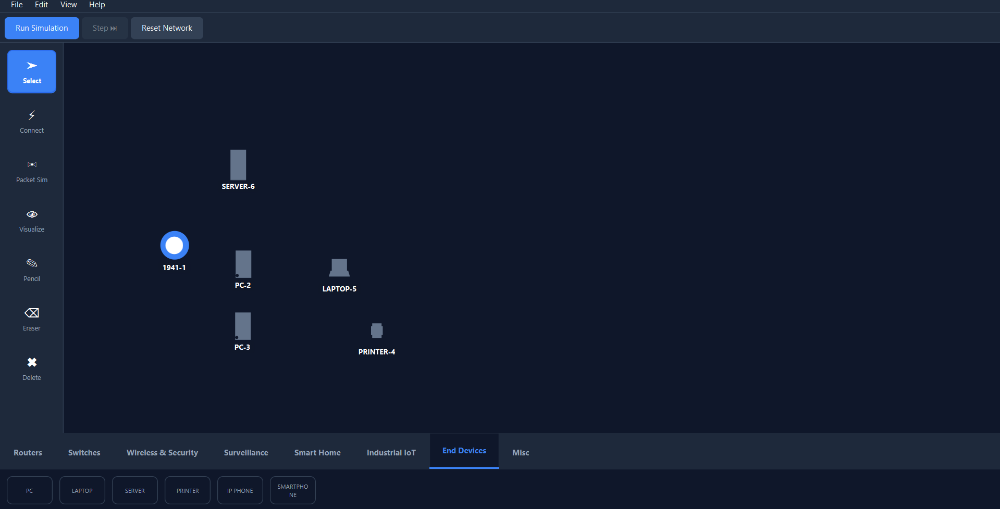 File Edit View Help
Run Simulation Step Reset Network
Select
Connect
Packet Sim
Visualize
Pencil
Eraser
Delete
SERVER-6
1941-1
PC-2
LAPTOP-5
PC-3
PRINTER-4
Routers Switches Wireless & Security Surveillance Smart Home Industrial IoT End Devices Misc
PC LAPTOP SERVER PRINTER IP PHONE SMARTPHO
NE